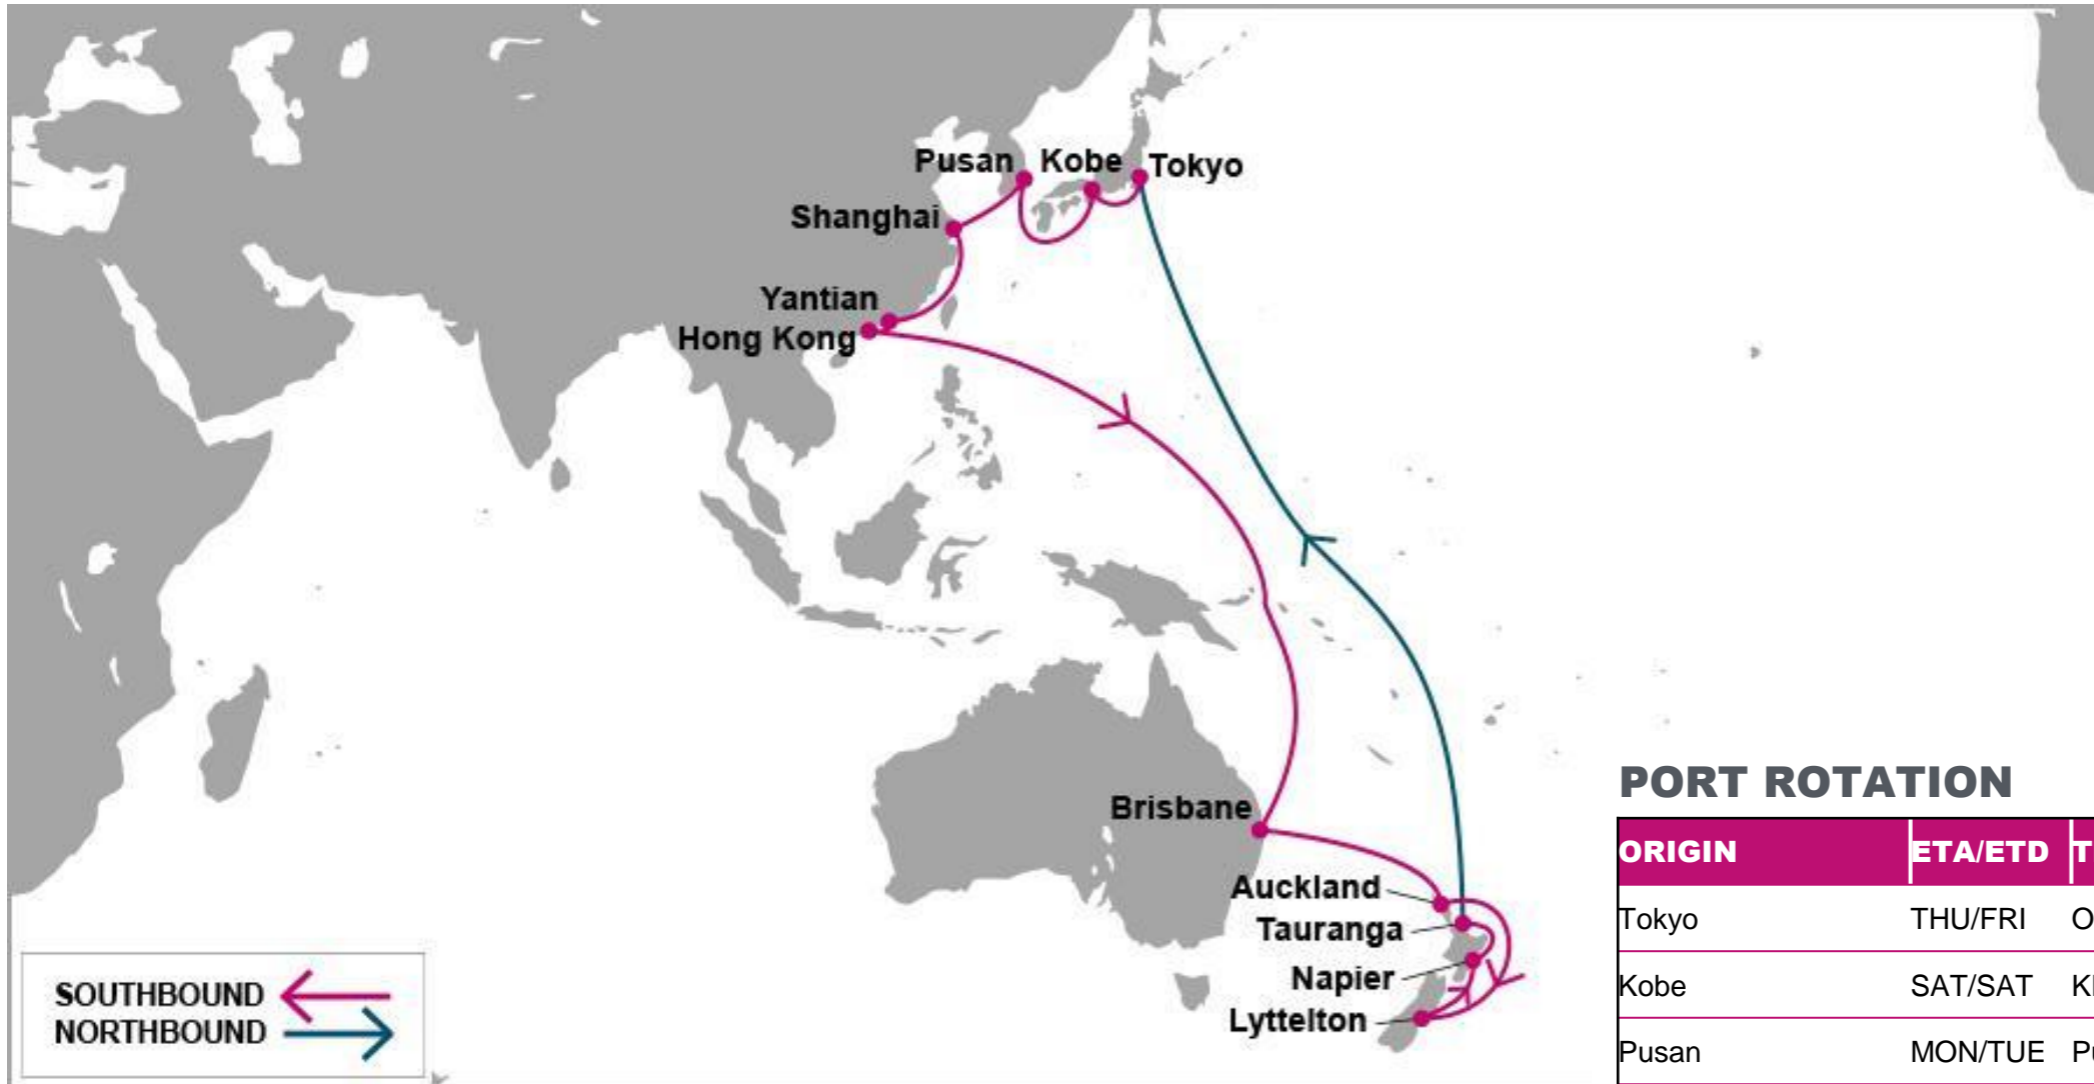 Pusan
Kobe
Tokyo
Shanghai
Yantian
Hong Kong
Brisbane
Auckland
Tauranga
Napier
Lyttelton
SOUTHBOUND
NORTHBOUND
PORT ROTATION
ORIGIN ETA/ETD
Tokyo THU/FRI
Kobe SAT/SAT
Pusan MON/TUE